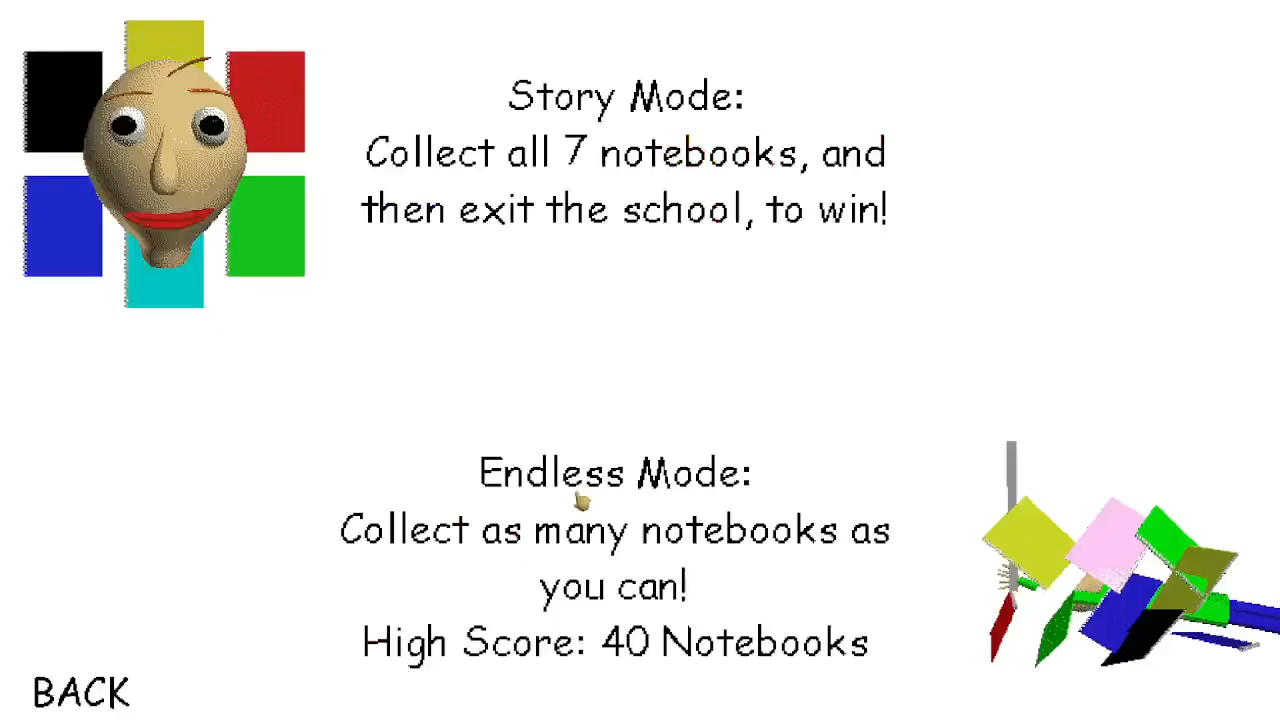 Story Mode:
Collect all 7 notebooks, and
then exit the school, to win!
Endless Mode:
Collect as many notebooks as
you can!
High Score: 40 Notebooks
BACK